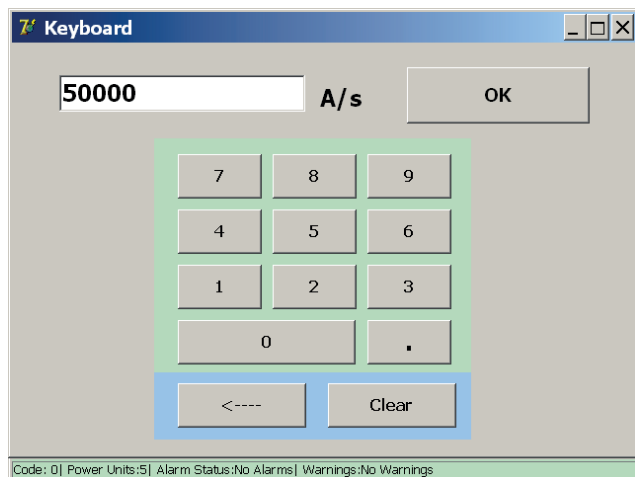 Keyboard
50000 A/s OK
7 8 9
4 5 6
1 2 3
0 .
<---- Clear
Code: 0| Power Units:5| Alarm Status:No Alarms| Warnings:No Warnings